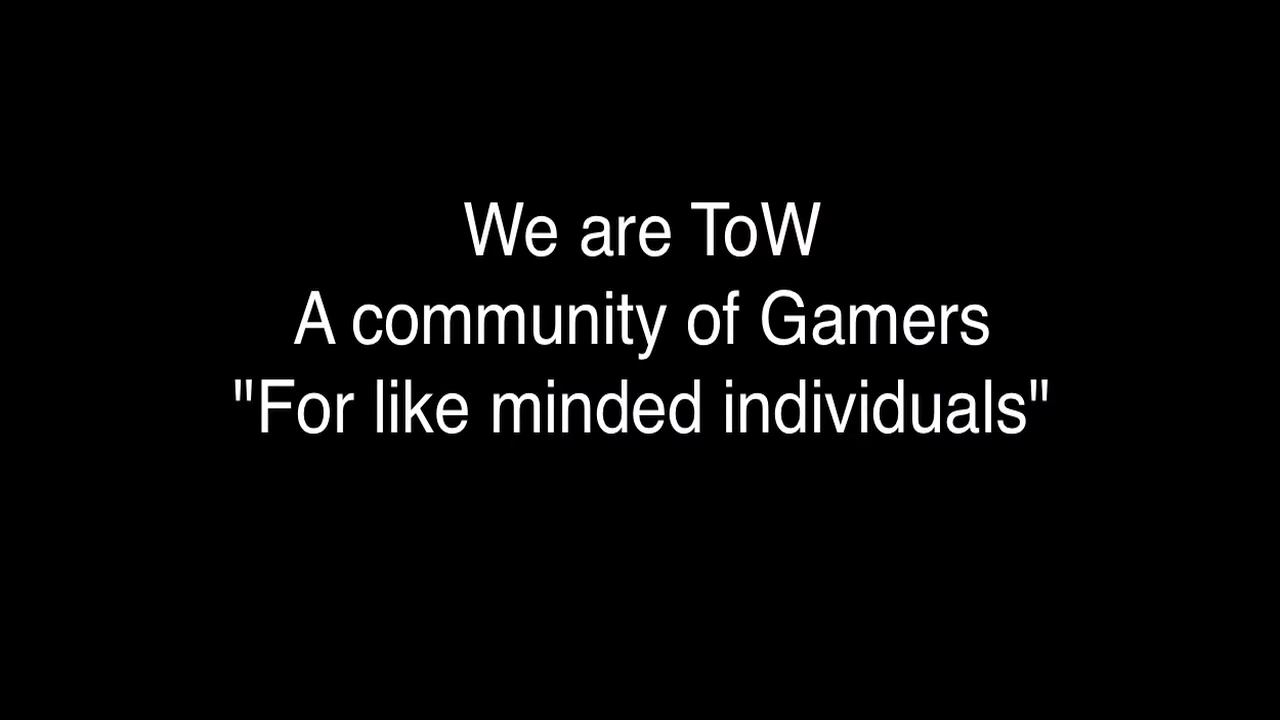 We are ToW
A community of Gamers
"For like minded individuals"